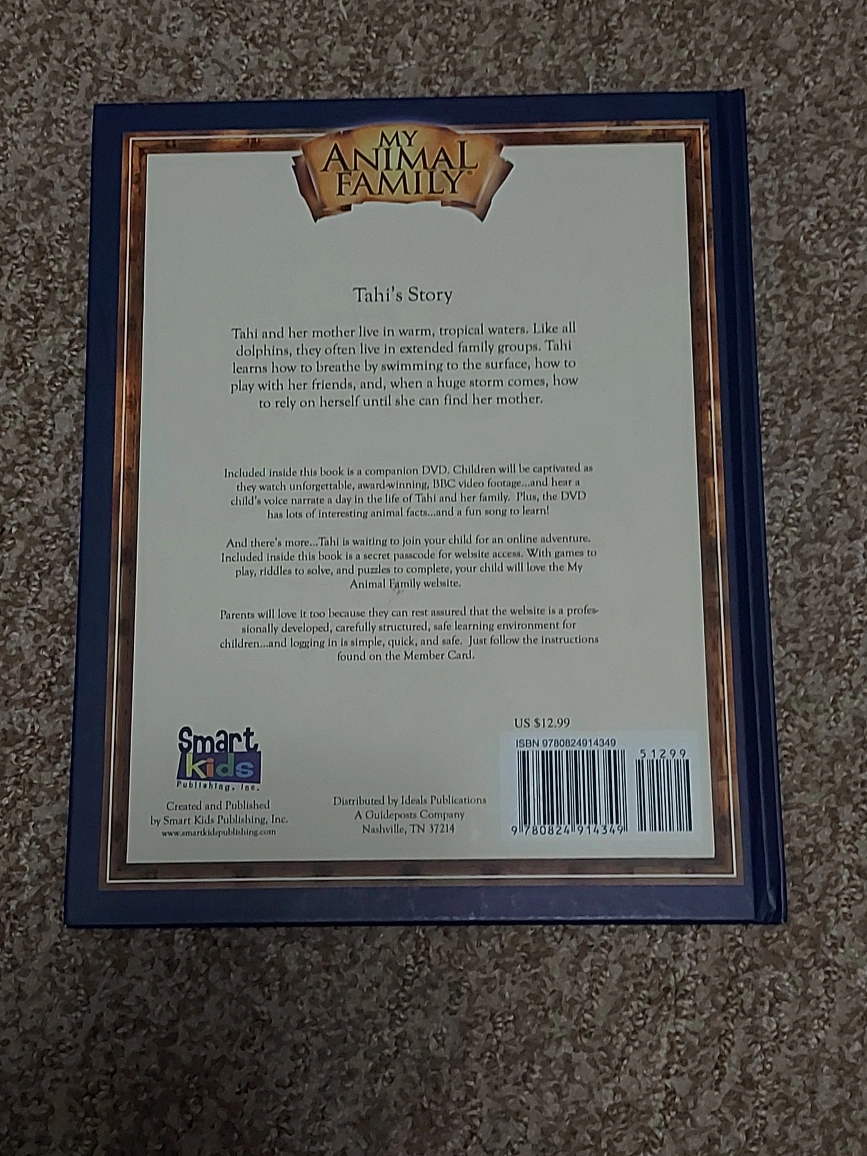 MY
ANIMAL
FAMILY®
Tahi's Story
Tahi and her mother live in warm, tropical waters. Like all
dolphins, they often live in extended family groups. Tahi
learns how to breathe by swimming to the surface, how to
play with her friends, and, when a huge storm comes, how
to rely on herself until she can find her mother.
Included inside this book is a companion DVD. Children will be captivated as
they watch unforgettable, award-winning, BBC video footage...and hear a
child's voice narrate a day in the life of Tahi and her family. Plus, the DVD
has lots of interesting animal facts...and a fun song to learn!
And there's more...Tahi is waiting to join your child for an online adventure.
Included inside this book is a secret passcode for website access. With games to
play, riddles to solve, and puzzles to complete, your child will love the My
Animal Family website.
Parents will love it too because they can rest assured that the website is a profes-
sionally developed, carefully structured, safe learning environment for
children...and logging in is simple, quick, and safe. Just follow the instructions
found on the Member Card.
Smart
kids
Publishing, Inc.
Created and Published
by Smart Kids Publishing, Inc.
www.smartkidspublishing.com
Distributed by Ideals Publications
A Guideposts Company
Nashville, TN 37214
US $12.99
ISBN 9780824914349
51299
9 780824 914349